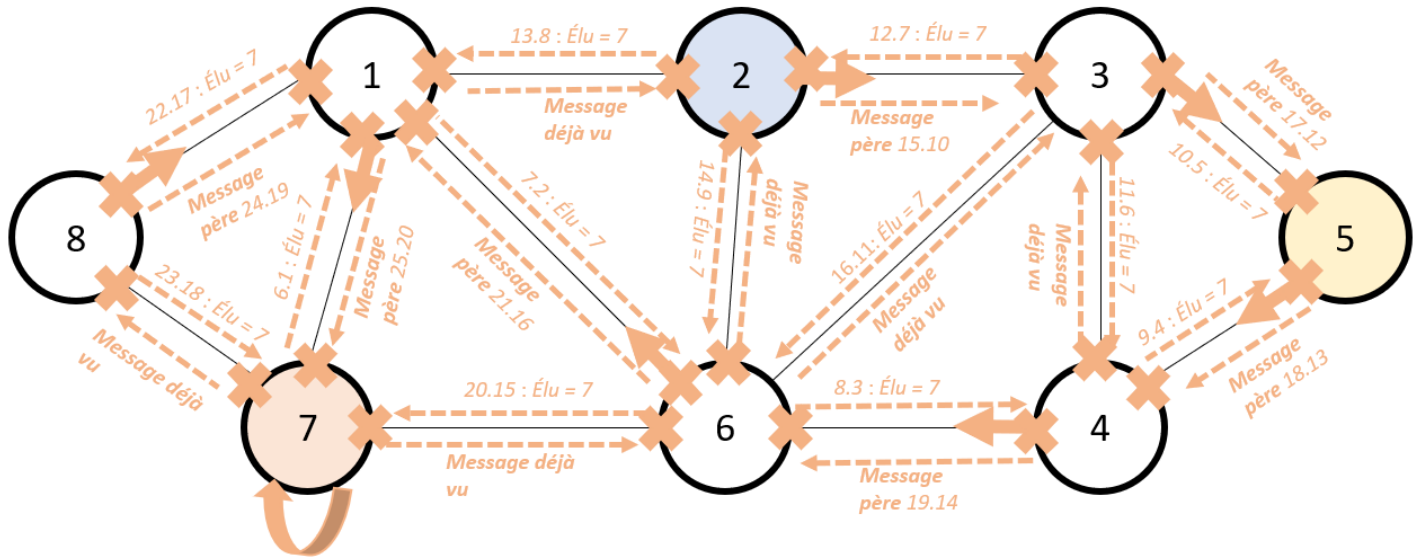 1
13.8 : Élu = 7
Message
déjà vu
2
12.7 : Élu = 7
Message
père 15.10
3
Message
père 17.12
10.5 : Élu = 7
22.17 : Élu = 7
Message
père 24.19
8
23.18 : Élu = 7
Message déjà
vu
6.1 : Élu = 7
Message
père 25.20
7.2 : Élu = 7
Message
père 21.16
14.9 : Élu = 7
Message
déjà vu
16.11: Élu = 7
Message
déjà vu
Message
déjà vu
11.6 : Élu = 7
5
9.4 : Élu = 7
Message
père 18.13
7
20.15 : Élu = 7
Message déjà
vu
6
8.3 : Élu = 7
Message
père 19.14
4